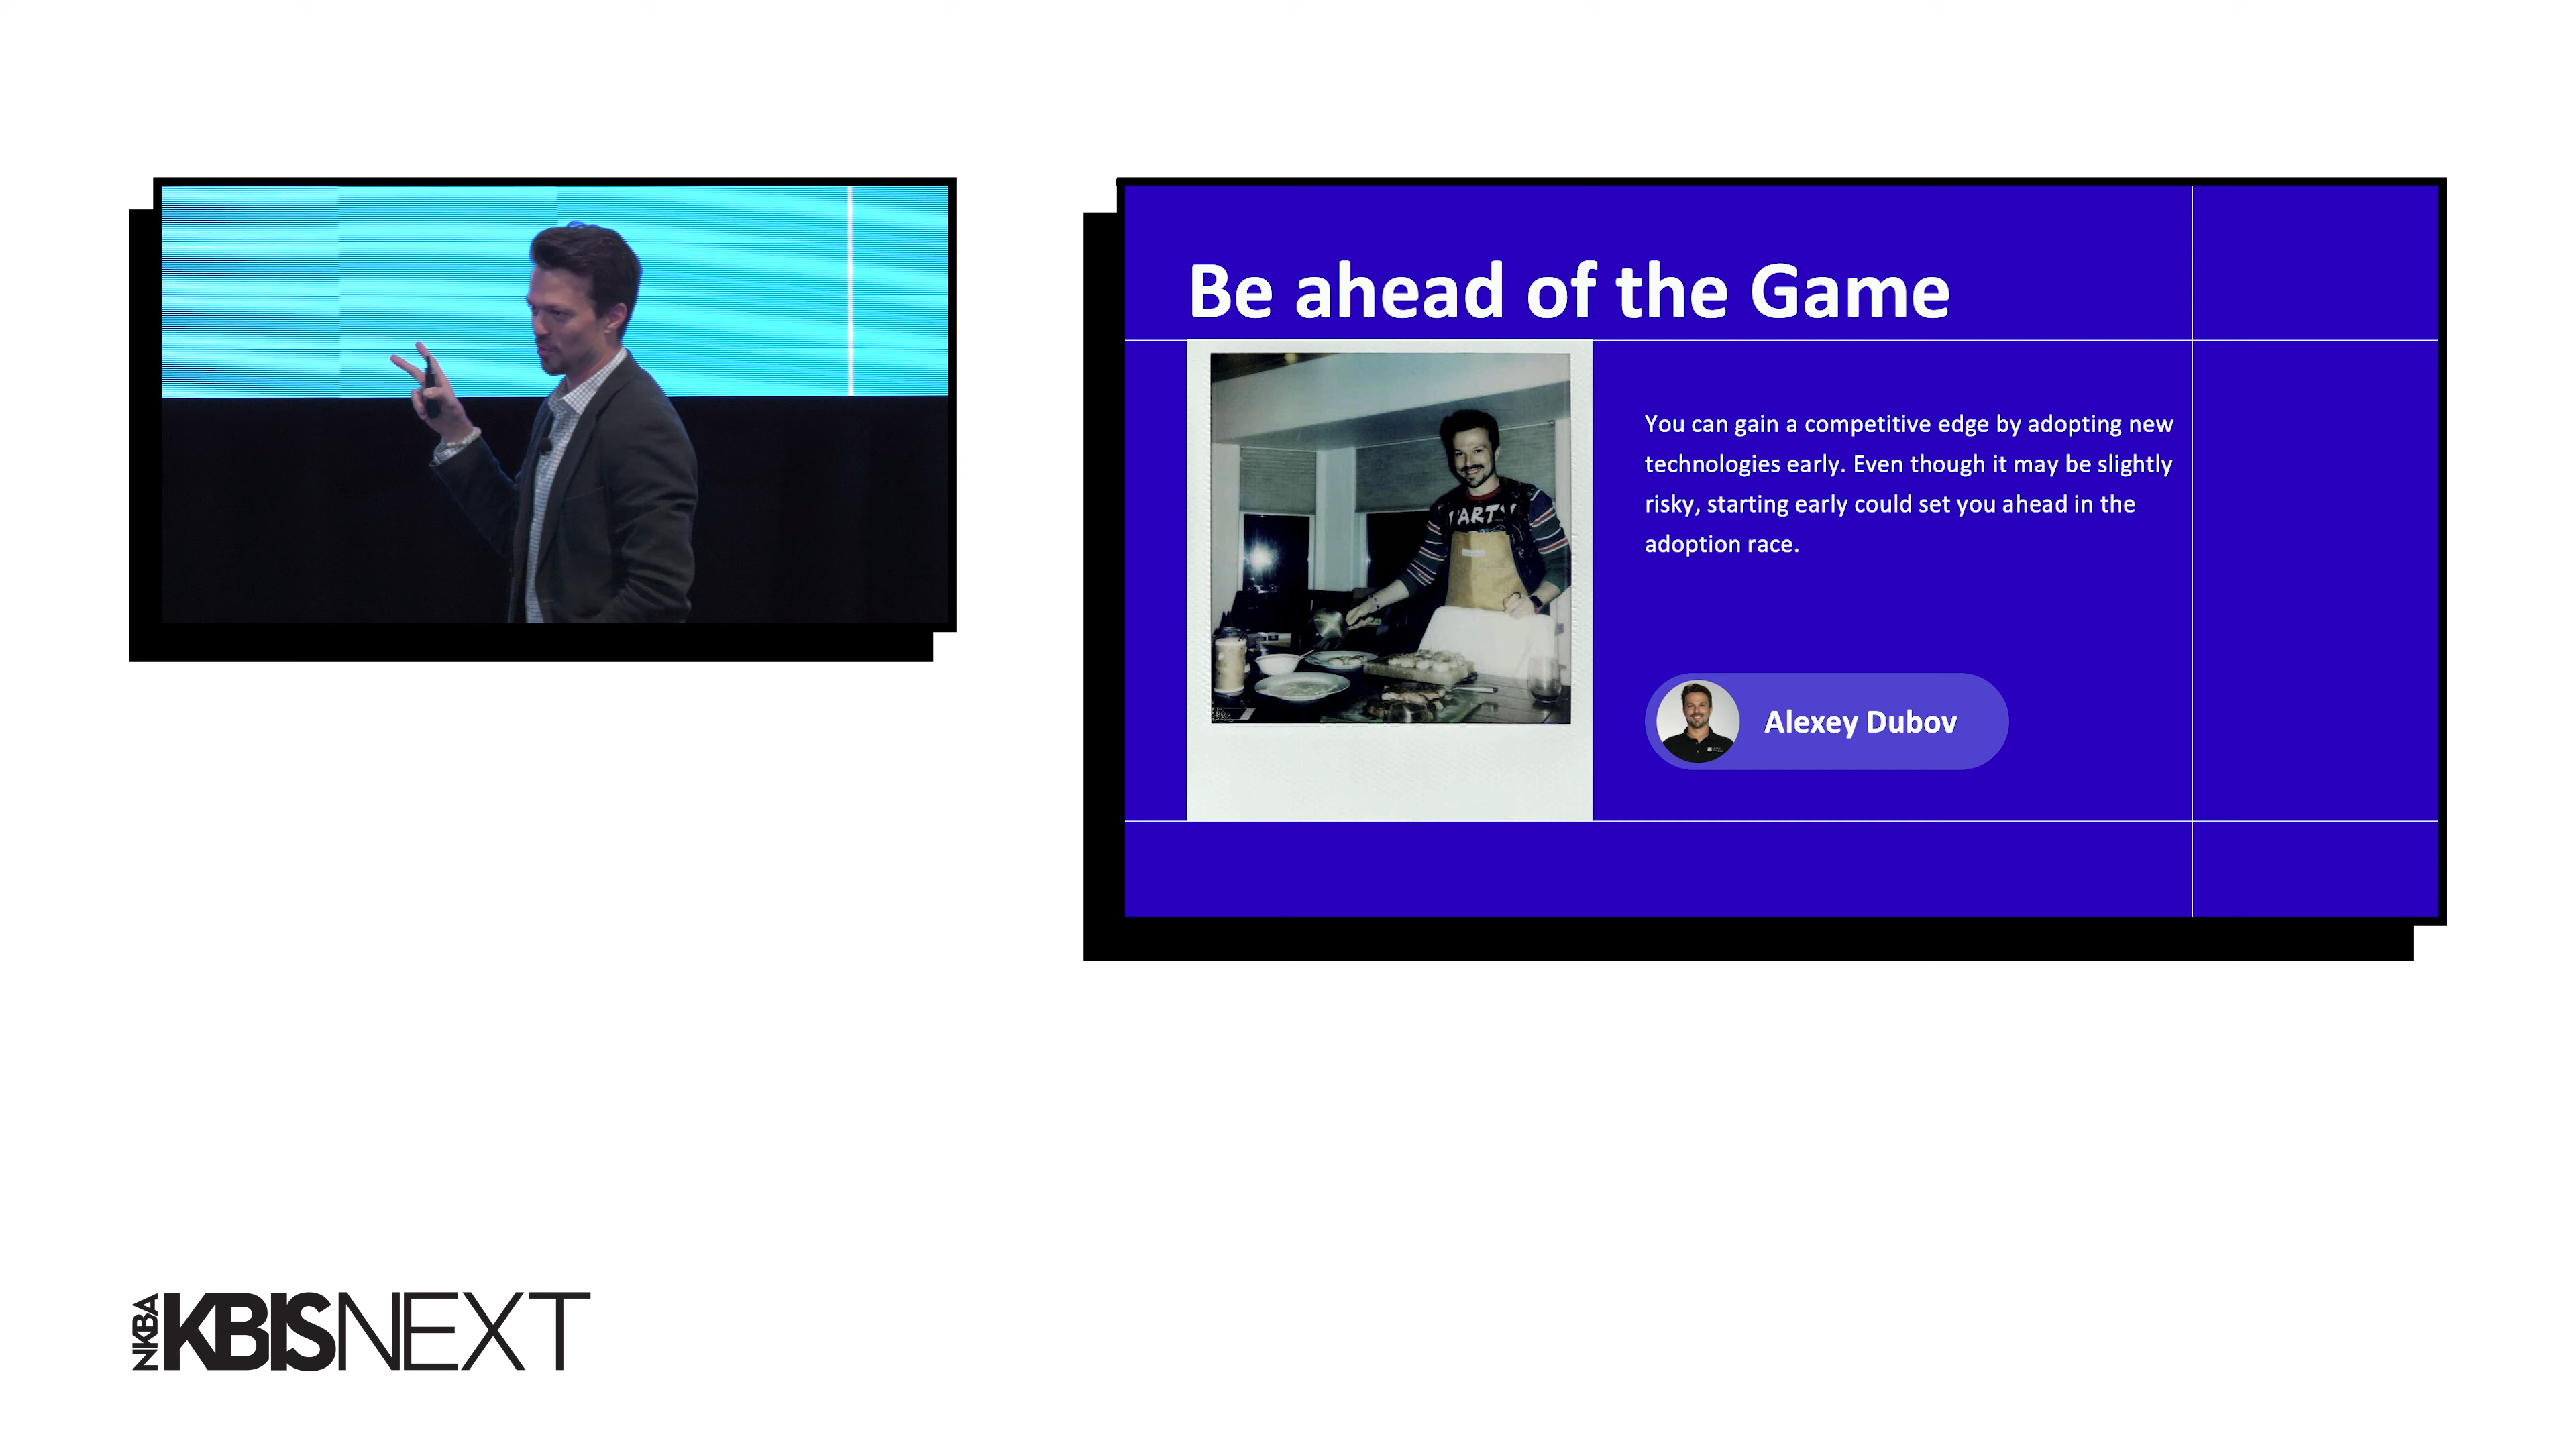 Be ahead of the Game
You can gain a competitive edge by adopting new
technologies early. Even though it may be slightly
risky, starting early could set you ahead in the
adoption race.
Alexey Dubov
NKBA KBISNEXT